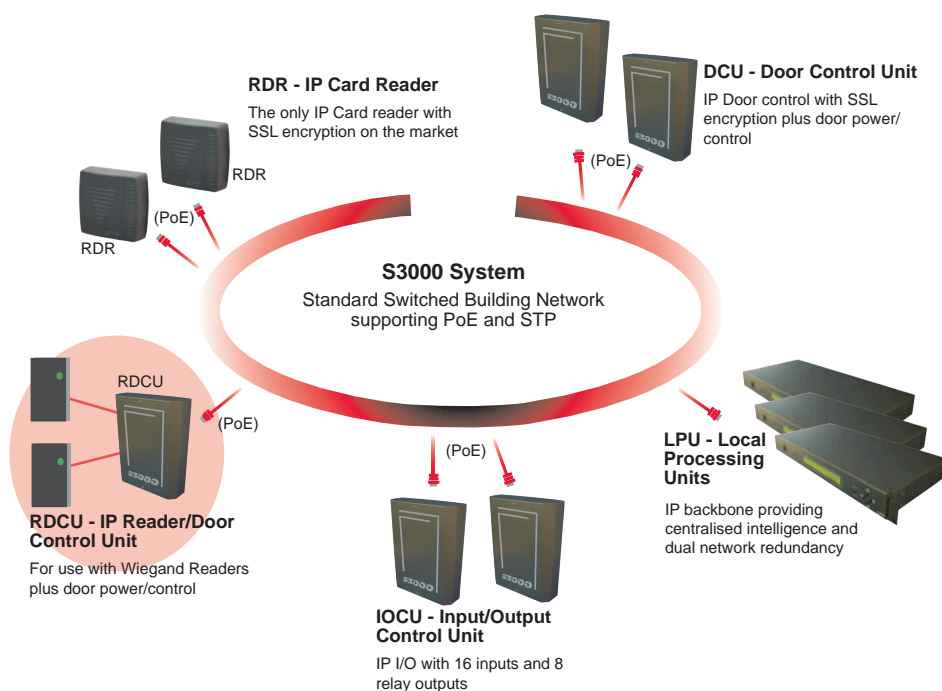 RDR - IP Card Reader
The only IP Card reader with
SSL encryption on the market
RDR
RDR
(PoE)
S3000
S3000
DCU - Door Control Unit
IP Door control with SSL
encryption plus door power/
control
(PoE)
S3000 System
Standard Switched Building Network
supporting PoE and STP
RDCU
S3000
(PoE)
RDCU - IP Reader/Door
Control Unit
For use with Wiegand Readers
plus door power/control
(PoE)
S3000
S3000
IOCU - Input/Output
Control Unit
IP I/O with 16 inputs and 8
relay outputs
LPU - Local
Processing
Units
IP backbone providing
centralised intelligence and
dual network redundancy